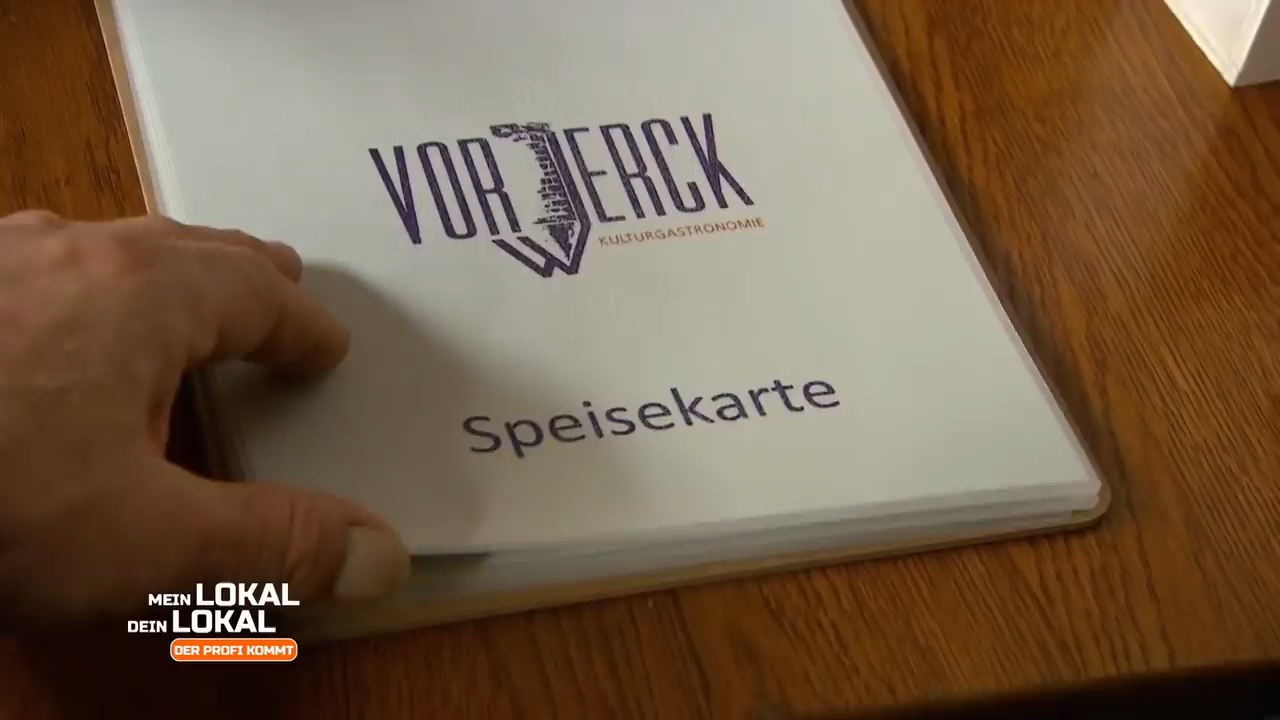 VORWERCK
KULTURGASTRONOMIE
Speisekarte
MEIN LOKAL
DEIN LOKAL
DER PROFI KOMMT